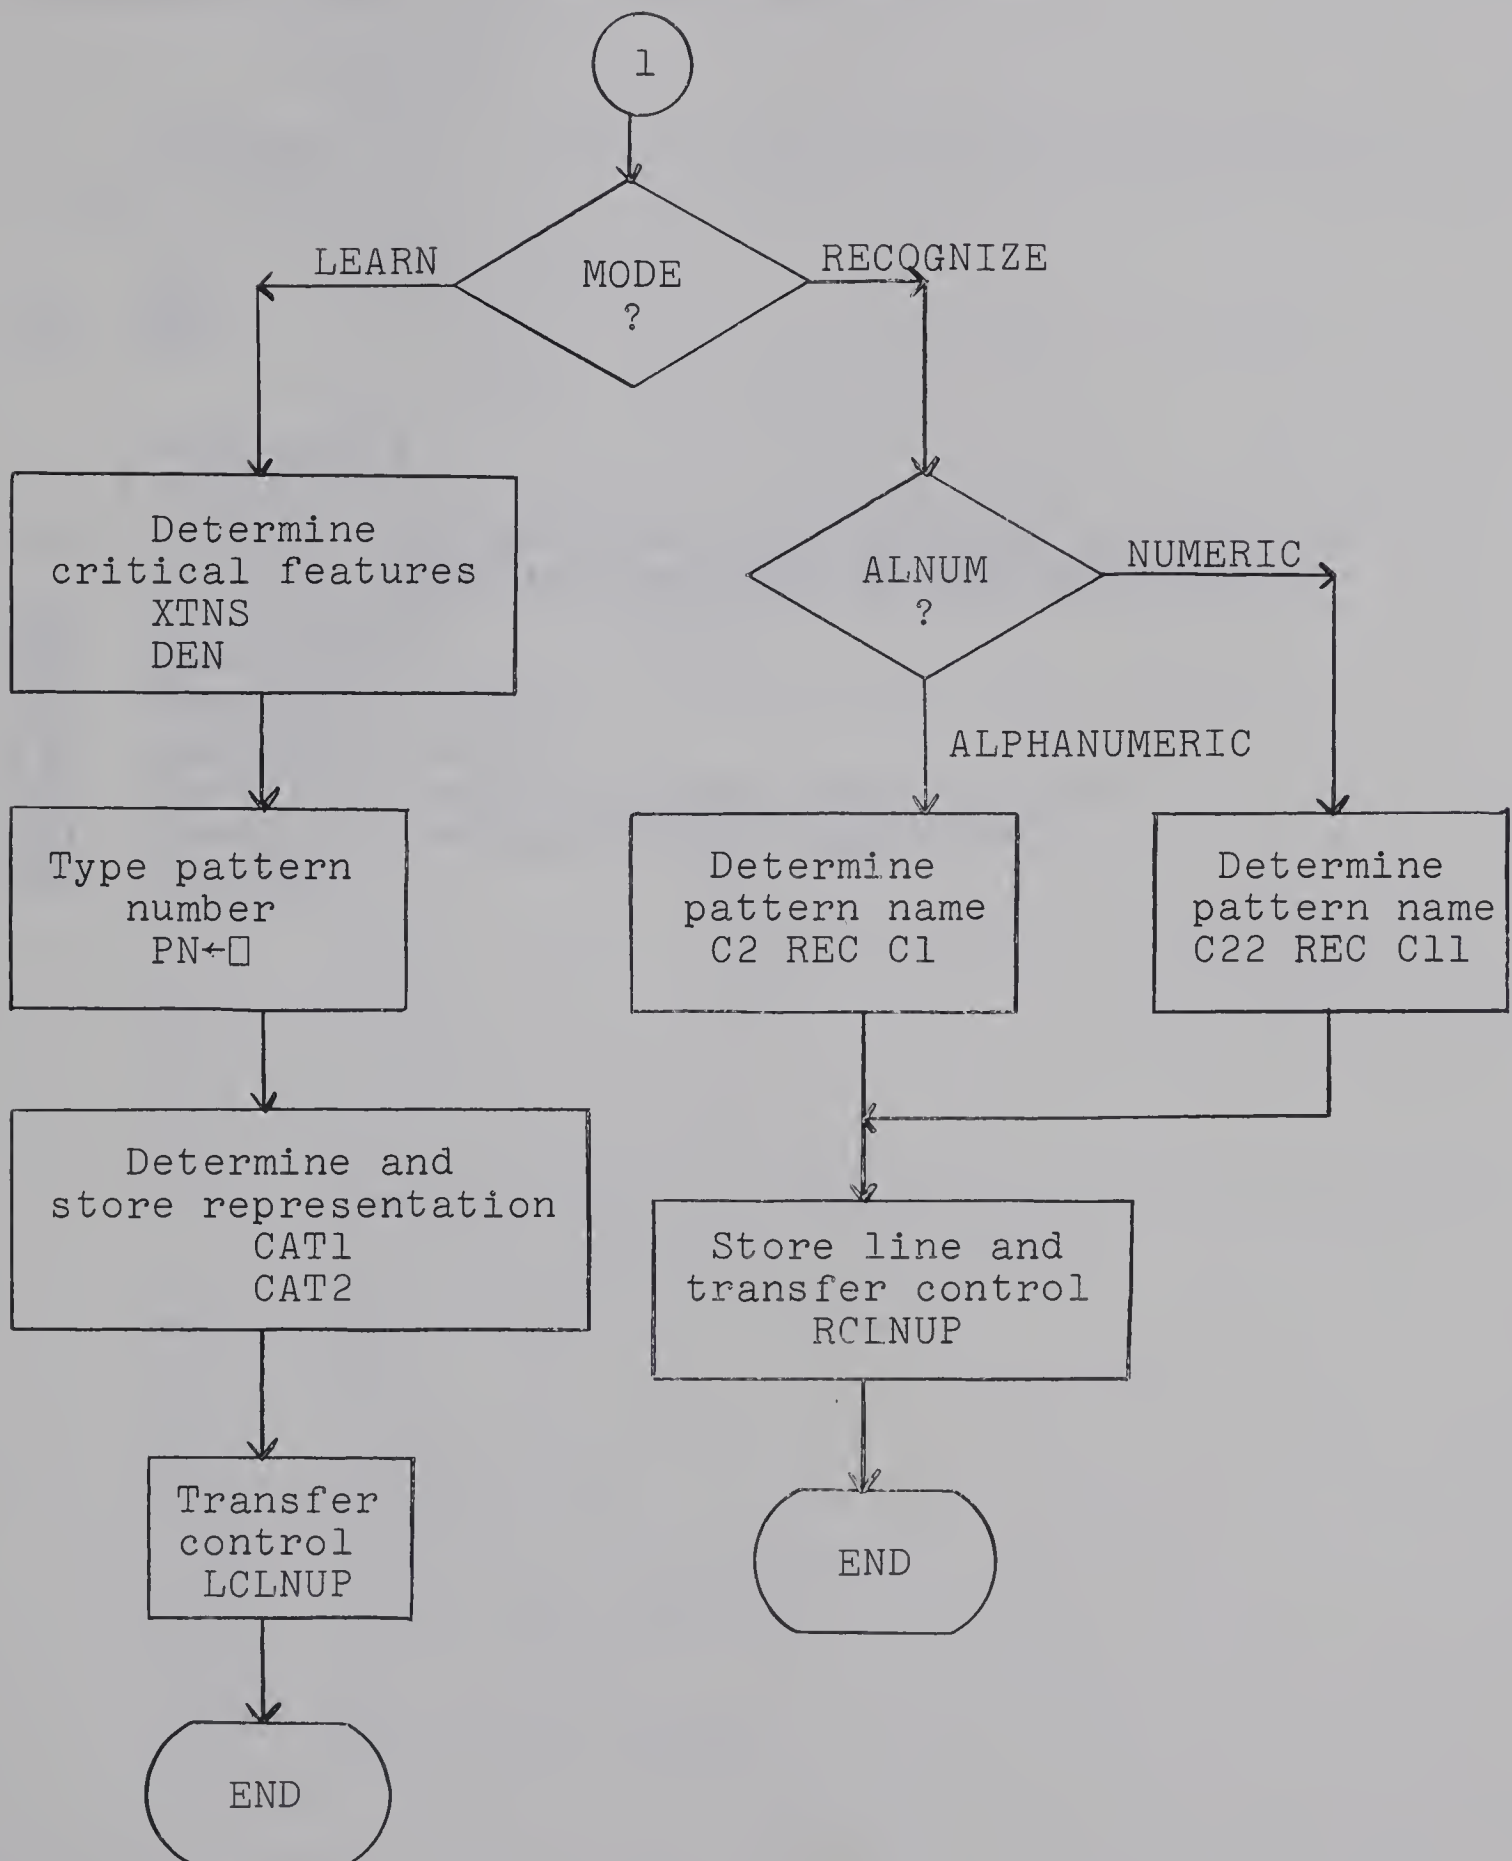 1
LEARN
MODE
?
RECOGNIZE
Determine
critical features
XTNS
DEN
ALNUM
?
NUMERIC
ALPHANUMERIC
Type pattern
number
PN←⎕
Determine
pattern name
C2 REC C1
Determine
pattern name
C22 REC C11
Determine and
store representation
CAT1
CAT2
Store line and
transfer control
RCLNUP
Transfer
control
LCLNUP
END
END